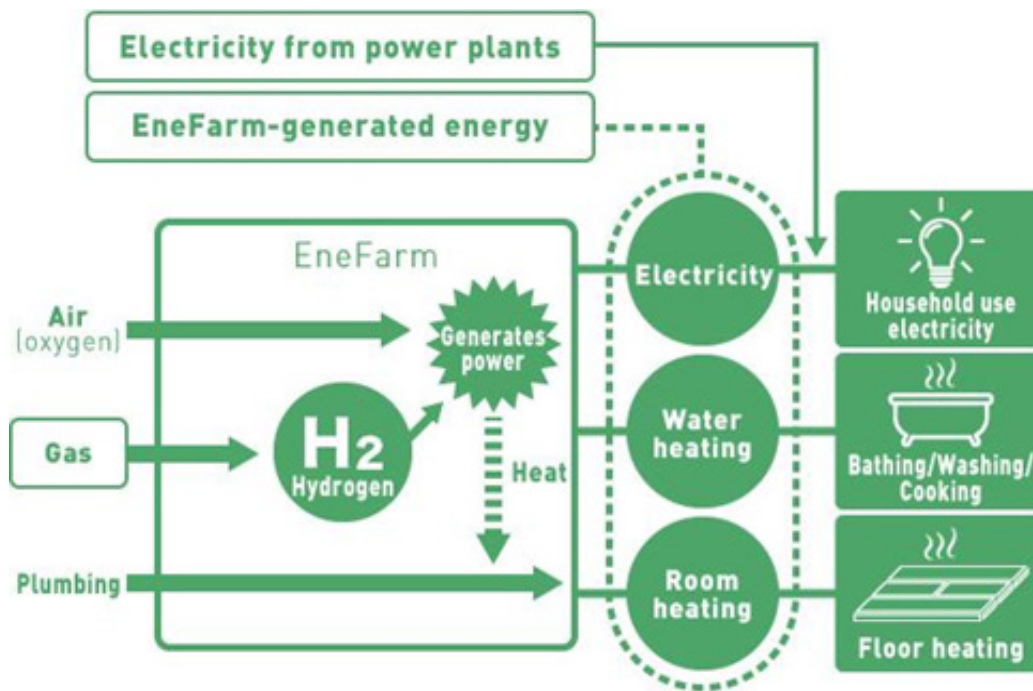 Electricity from power plants
EneFarm-generated energy
EneFarm
Air
(oxygen)
Gas
Plumbing
H2
Hydrogen
Generates
power
Heat
Electricity
Water
heating
Room
heating
Household use
electricity
Bathing/Washing/
Cooking
Floor heating